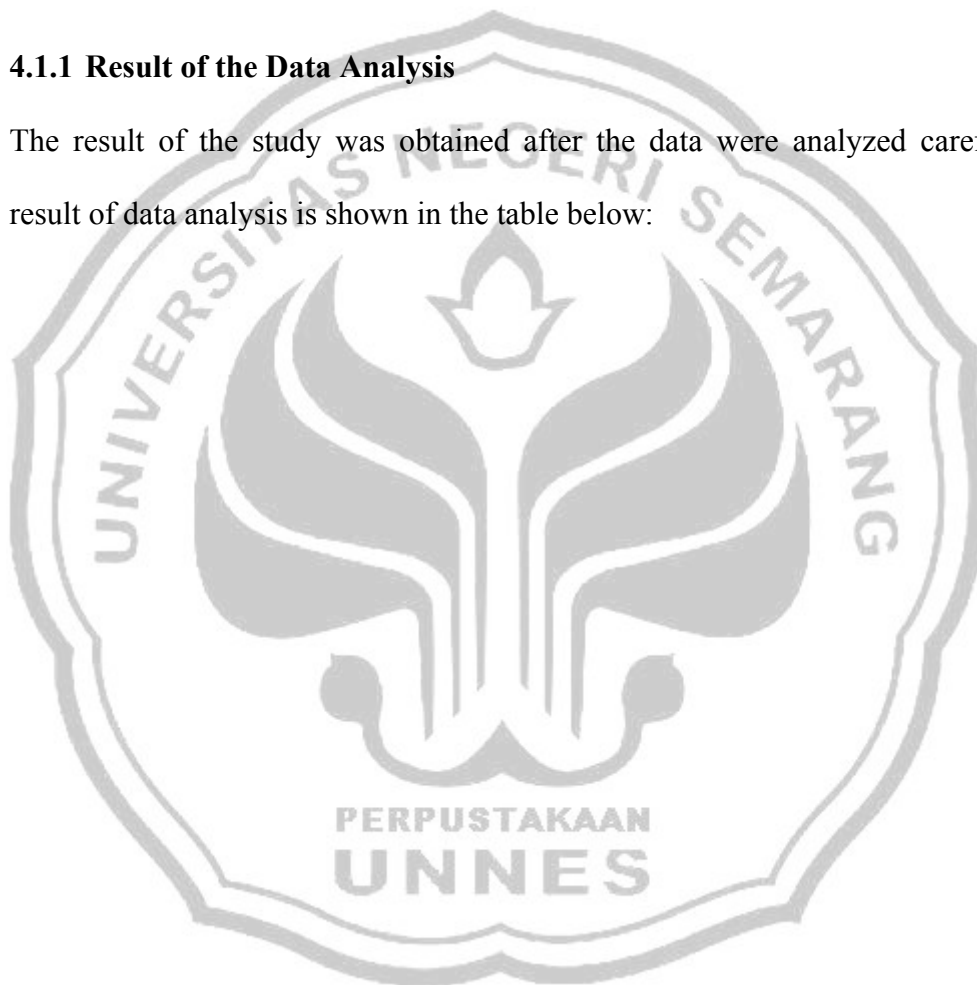 4.1.1 Result of the Data Analysis
The result of the study was obtained after the data were analyzed
result of data analysis is shown in the table below:
UNIVERSITAS NEGERI SEMARANG
PERPUSTAKAAN
UNNES